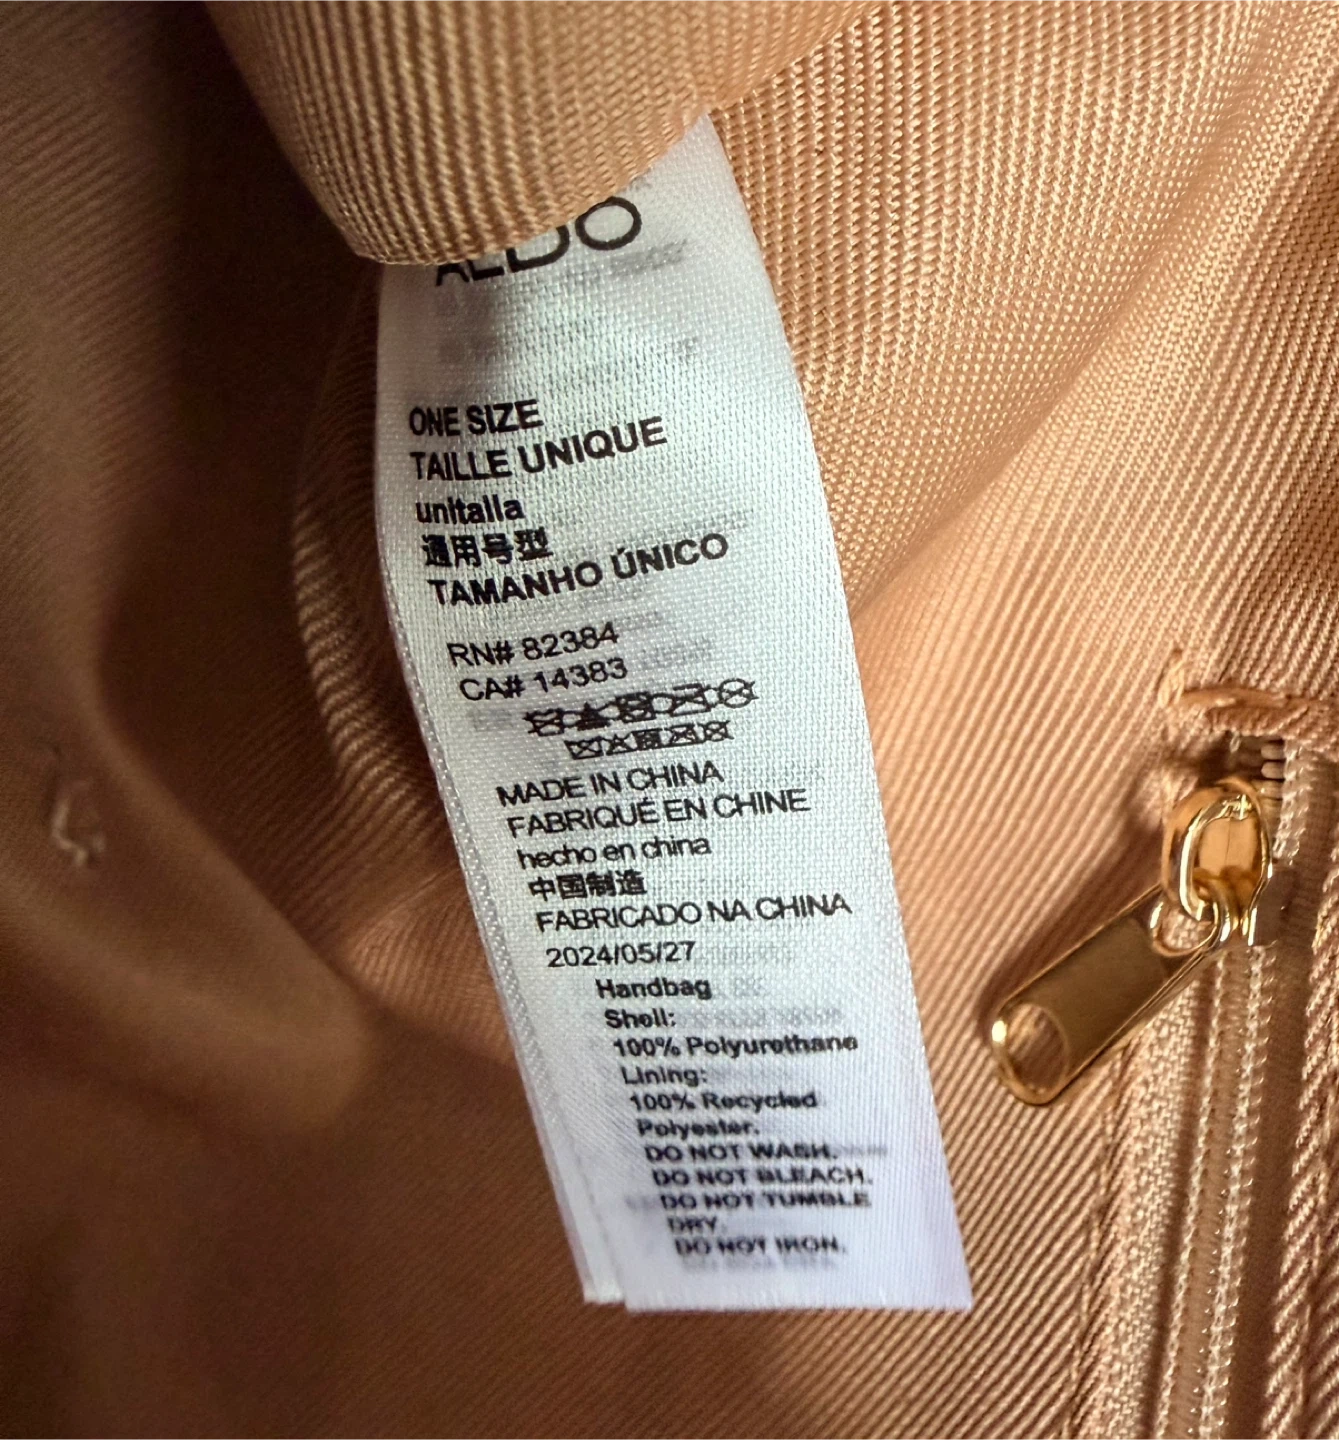 ALDO
ONE SIZE
TAILLE UNIQUE
unitalla
通用号型
TAMANHO ÚNICO
RN# 82384
CA# 14383
MADE IN CHINA
FABRIQUÉ EN CHINE
hecho en china
中国制造
FABRICADO NA CHINA
2024/05/27
Handbag
Shell:
100% Polyurethane
Lining:
100% Recycled
Polyester.
DO NOT WASH.
DO NOT BLEACH.
DO NOT TUMBLE
DRY.
DO NOT IRON.